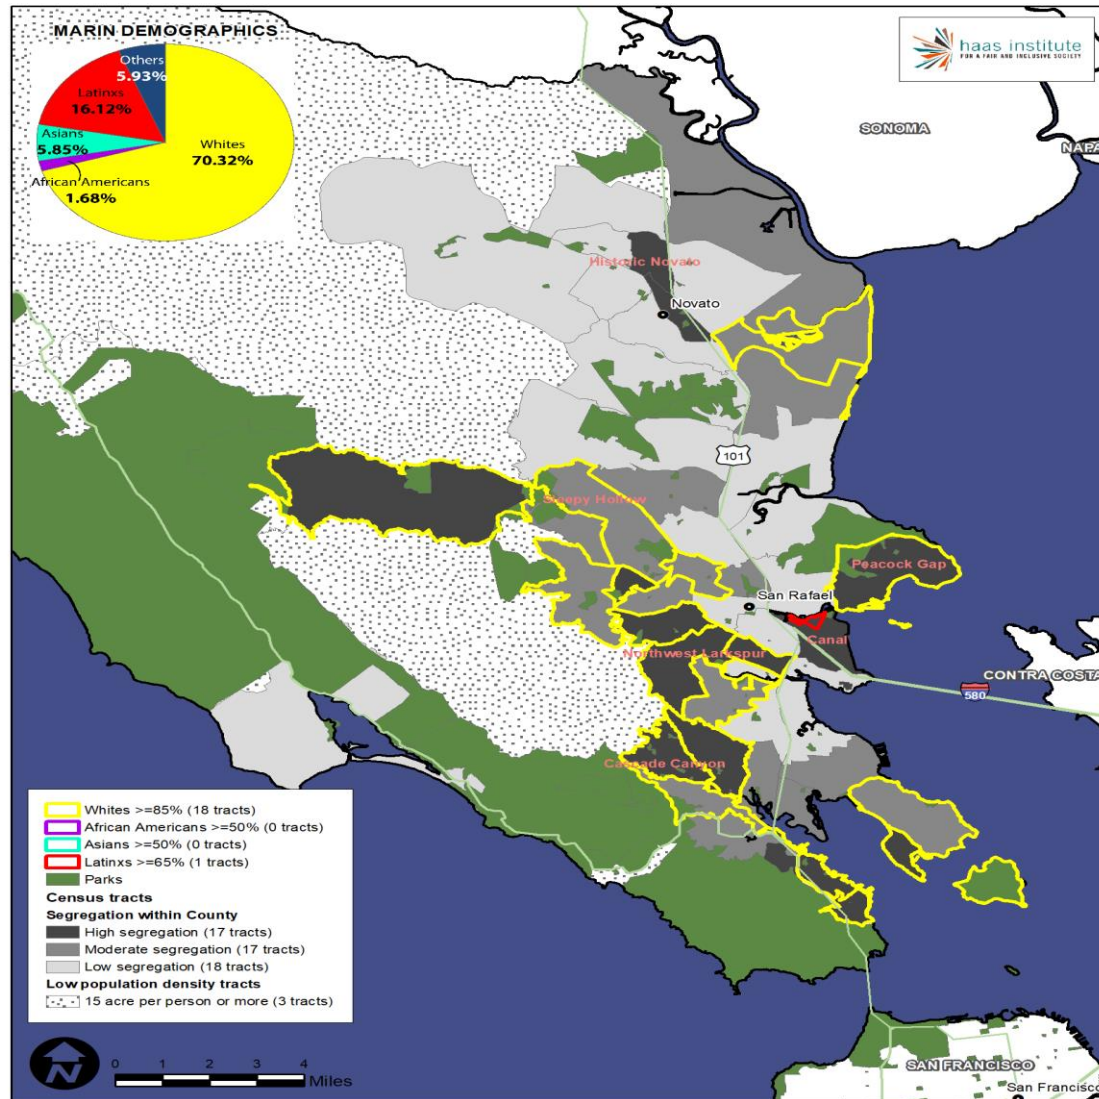 MARIN DEMOGRAPHICS
Others
5.93%
Latinxs
16.12%
Asians
5.85%
African Americans
1.68%
Whites
70.32%
haas institute
FOR A FAIR AND INCLUSIVE SOCIETY
SONOMA
NAPA
Historic Novato
Novato
101
Sleepy Hollow
Peacock Gap
San Rafael
Canal
Northwest Larkspur
CONTRA COSTA
580
Cascade Canyon
Whites >=85% (18 tracts)
African Americans >=50% (0 tracts)
Asians >=50% (0 tracts)
Latinxs >=65% (1 tracts)
Parks
Census tracts
Segregation within County
High segregation (17 tracts)
Moderate segregation (17 tracts)
Low segregation (18 tracts)
Low population density tracts
15 acre per person or more (3 tracts)
N
0 1 2 3 4
Miles
SAN FRANCISCO
San Francisco